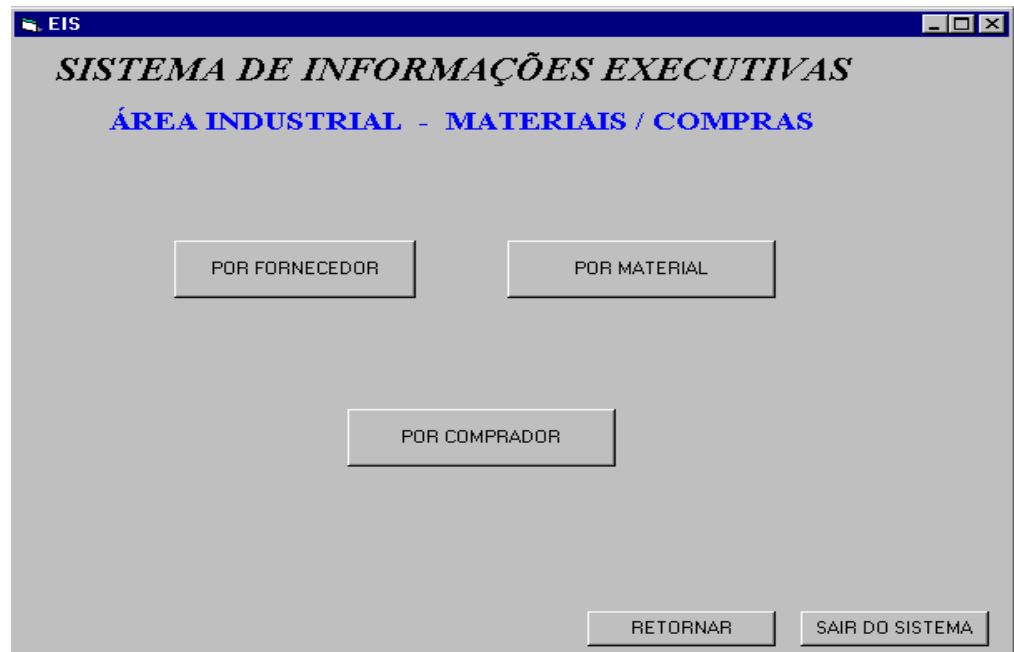 EIS
SISTEMA DE INFORMAÇÕES EXECUTIVAS
ÁREA INDUSTRIAL - MATERIAIS / COMPRAS
POR FORNECEDOR
POR MATERIAL
POR COMPRADOR
RETORNAR
SAIR DO SISTEMA